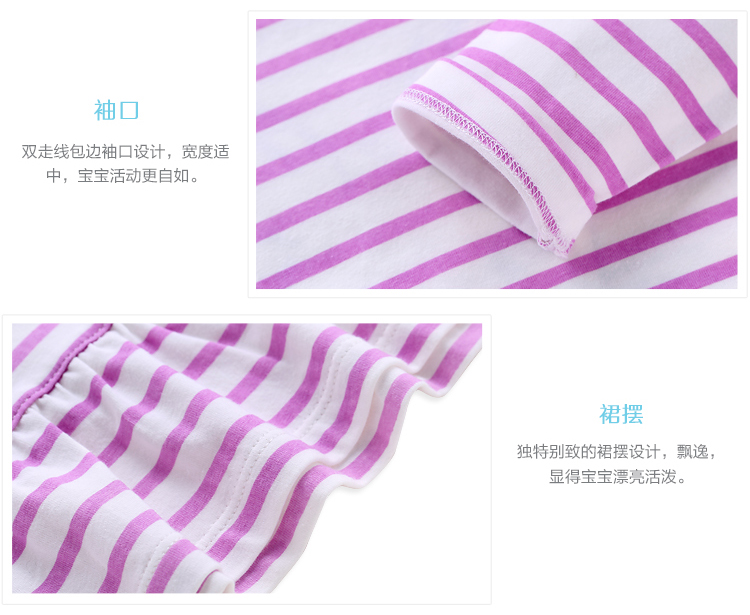 袖口
双走线包边袖口设计，宽度适
中，宝宝活动更自如。
裙摆
独特别致的裙摆设计，飘逸，
显得宝宝漂亮活泼。